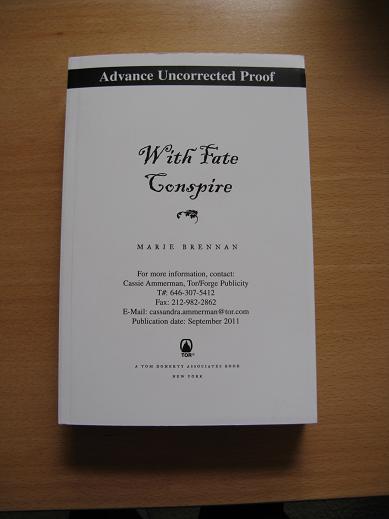 Advance Uncorrected Proof
With Fate
Conspire
MARIE BRENNAN
For more information, contact:
Cassie Ammerman, Tor/Forge Publicity
T#: 646-307-5412
Fax: 212-982-2862
E-Mail: cassandra.ammerman@tor.com
Publication date: September 2011
TOR®
A TOM DOHERTY ASSOCIATES BOOK
NEW YORK